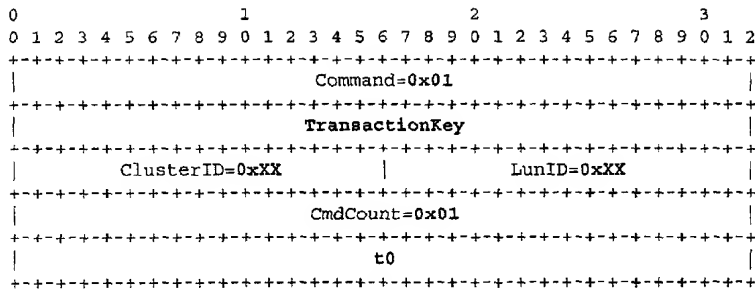 0 1 2 3
0 1 2 3 4 5 6 7 8 9 0 1 2 3 4 5 6 7 8 9 0 1 2 3 4 5 6 7 8 9 0 1 2
+-+-+-+-+-+-+-+-+-+-+-+-+-+-+-+-+-+-+-+-+-+-+-+-+-+-+-+-+-+-+-+-+
| Command=0x01 |
+-+-+-+-+-+-+-+-+-+-+-+-+-+-+-+-+-+-+-+-+-+-+-+-+-+-+-+-+-+-+-+-+
| TransactionKey |
+-+-+-+-+-+-+-+-+-+-+-+-+-+-+-+-+-+-+-+-+-+-+-+-+-+-+-+-+-+-+-+-+
| ClusterID=0xXX | LunID=0xXX |
+-+-+-+-+-+-+-+-+-+-+-+-+-+-+-+-+-+-+-+-+-+-+-+-+-+-+-+-+-+-+-+-+
| CmdCount=0x01 |
+-+-+-+-+-+-+-+-+-+-+-+-+-+-+-+-+-+-+-+-+-+-+-+-+-+-+-+-+-+-+-+-+
| t0 |
+-+-+-+-+-+-+-+-+-+-+-+-+-+-+-+-+-+-+-+-+-+-+-+-+-+-+-+-+-+-+-+-+